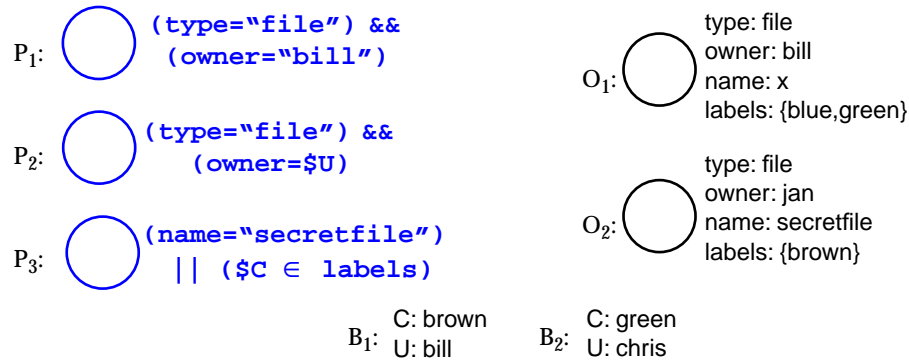 P1: (type=“file”) &&
(owner=“bill”)
P2: (type=“file”) &&
(owner=$U)
P3: (name=“secretfile”)
|| ($C ∈ labels)
O1: type: file
owner: bill
name: x
labels: {blue,green}
O2: type: file
owner: jan
name: secretfile
labels: {brown}
B1: C: brown
U: bill
B2: C: green
U: chris